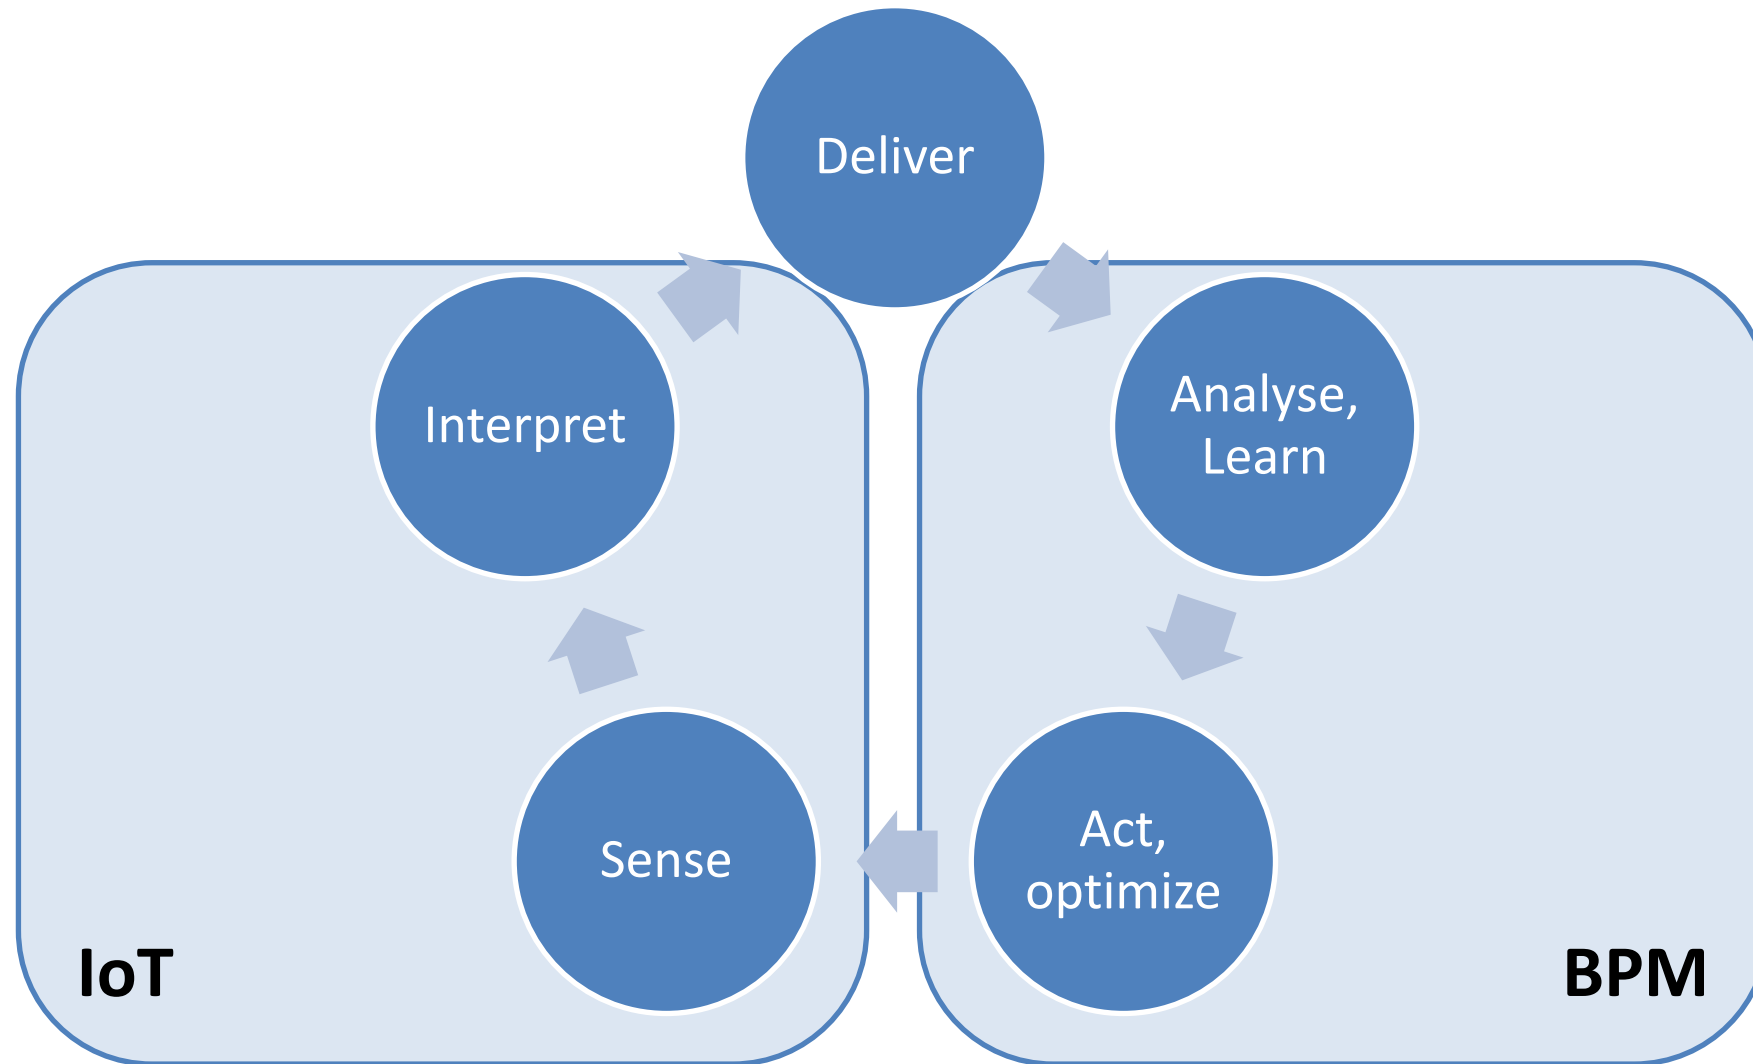 Deliver
Interpret
Analyse,
Learn
Sense
Act,
optimize
IoT
BPM